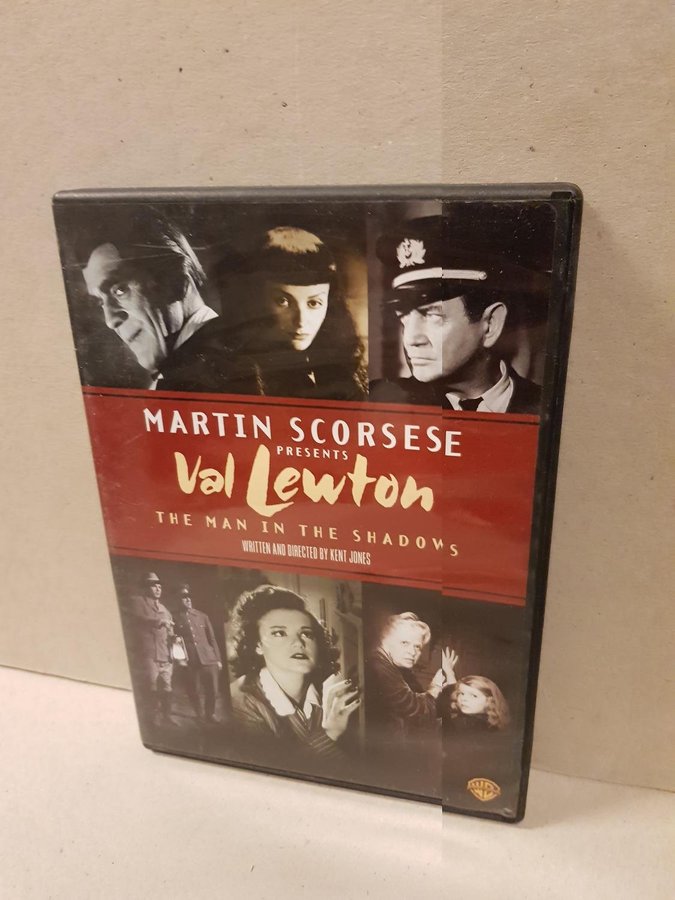 MARTIN SCORSESE
PRESENTS
Val Lewton
THE MAN IN THE SHADOWS
WRITTEN AND DIRECTED BY KENT JONES